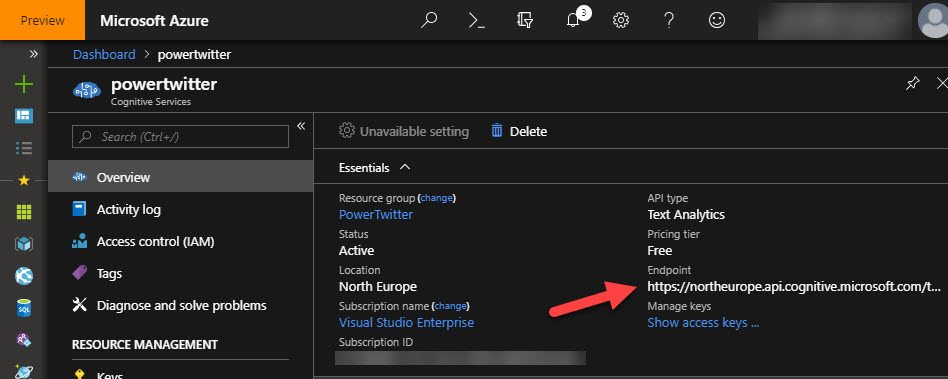 Preview
Microsoft Azure
3
Dashboard > powertwitter
powertwitter
Cognitive Services
Search (Ctrl+/)
Overview
Activity log
Access control (IAM)
Tags
Diagnose and solve problems
RESOURCE MANAGEMENT
Keys
Unavailable setting
Delete
Essentials
Resource group (change)
PowerTwitter
Status
Active
Location
North Europe
Subscription name (change)
Visual Studio Enterprise
Subscription ID
API type
Text Analytics
Pricing tier
Free
Endpoint
https://northeurope.api.cognitive.microsoft.com/t...
Manage keys
Show access keys ...
SQL